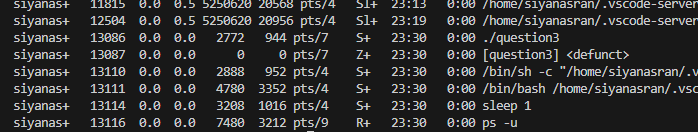 siyanas+ 11815 0.0 0.5 5250620 20568 pts/4 Sl+ 23:13 0:00 /home/siyanasran/.vscode-server
siyanas+ 12504 0.0 0.5 5250620 20956 pts/4 Sl+ 23:19 0:00 /home/siyanasran/.vscode-server
siyanas+ 13086 0.0 0.0 2772 944 pts/7 S+ 23:30 0:00 ./question3
siyanas+ 13087 0.0 0.0 0 0 pts/7 Z+ 23:30 0:00 [question3] <defunct>
siyanas+ 13110 0.0 0.0 2888 952 pts/4 S+ 23:30 0:00 /bin/sh -c "/home/siyanasran/.v
siyanas+ 13111 0.0 0.0 4780 3352 pts/4 S+ 23:30 0:00 /bin/bash /home/siyanasran/.vsc
siyanas+ 13114 0.0 0.0 3208 1016 pts/4 S+ 23:30 0:00 sleep 1
siyanas+ 13116 0.0 0.0 7480 3212 pts/9 R+ 23:30 0:00 ps -u